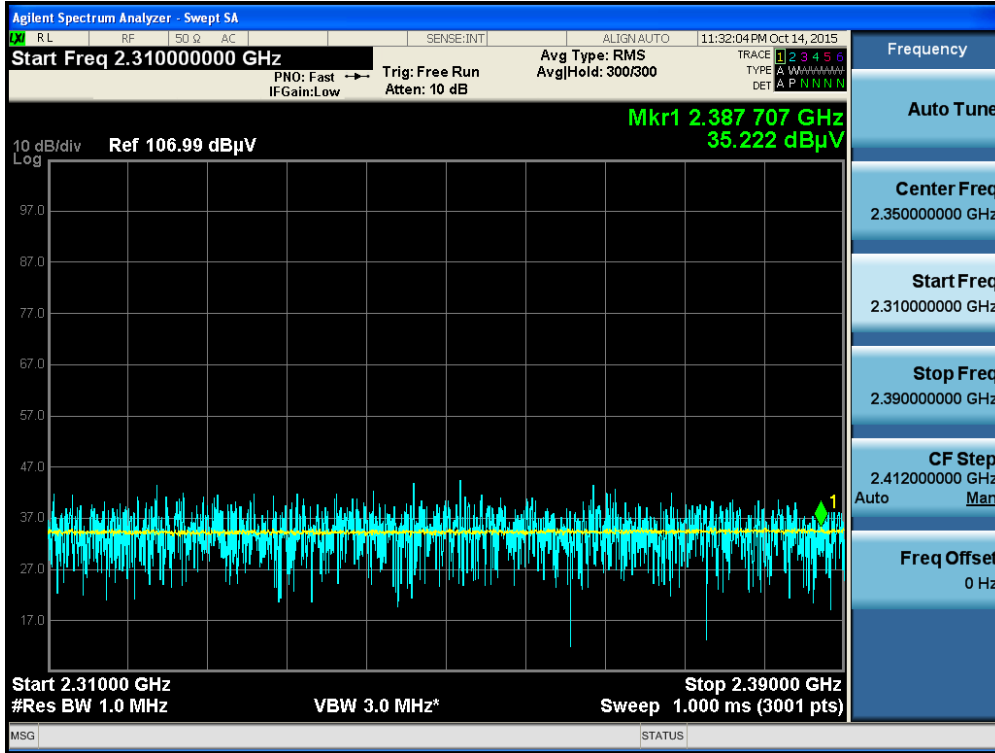 Agilent Spectrum Analyzer - Swept SA
LXI RL RF 50 Ω AC SENSE:INT ALIGN AUTO 11:32:04 PM Oct 14, 2015
Start Freq 2.310000000 GHz
PNO: Fast
IFGain:Low
Trig: Free Run
Atten: 10 dB
Avg Type: RMS
Avg|Hold: 300/300
TRACE 1 2 3 4 5 6
TYPE A WWWWW
DET A P N N N N
Mkr1 2.387 707 GHz
35.222 dBµV
10 dB/div Ref 106.99 dBµV
Log
97.0
87.0
77.0
67.0
57.0
47.0
37.0
27.0
17.0
1
Start 2.31000 GHz Stop 2.39000 GHz
#Res BW 1.0 MHz VBW 3.0 MHz* Sweep 1.000 ms (3001 pts)
MSG STATUS
Frequency
Auto Tune
Center Freq
2.350000000 GHz
Start Freq
2.310000000 GHz
Stop Freq
2.390000000 GHz
CF Step
2.412000000 GHz
Auto Man
Freq Offset
0 Hz